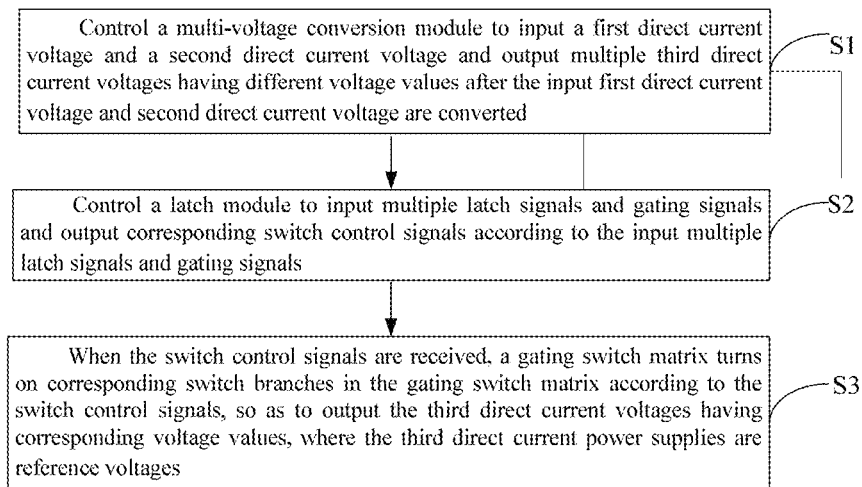 Control a multi-voltage conversion module to input a first direct current
voltage and a second direct current voltage and output multiple third direct
current voltages having different voltage values after the input first direct current
voltage and second direct current voltage are converted
S1
Control a latch module to input multiple latch signals and gating signals
and output corresponding switch control signals according to the input multiple
latch signals and gating signals
S2
When the switch control signals are received, a gating switch matrix turns
on corresponding switch branches in the gating switch matrix according to the
switch control signals, so as to output the third direct current voltages having
corresponding voltage values, where the third direct current power supplies are
reference voltages
S3